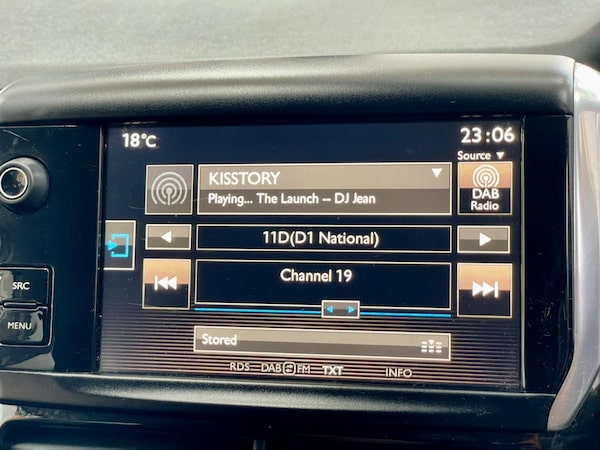 18°C
23:06
Source ▼
KISSTORY
Playing... The Launch -- DJ Jean
DAB
Radio
11D(D1 National)
SRC
Channel 19
MENU
Stored
RDS DAB FM TXT INFO